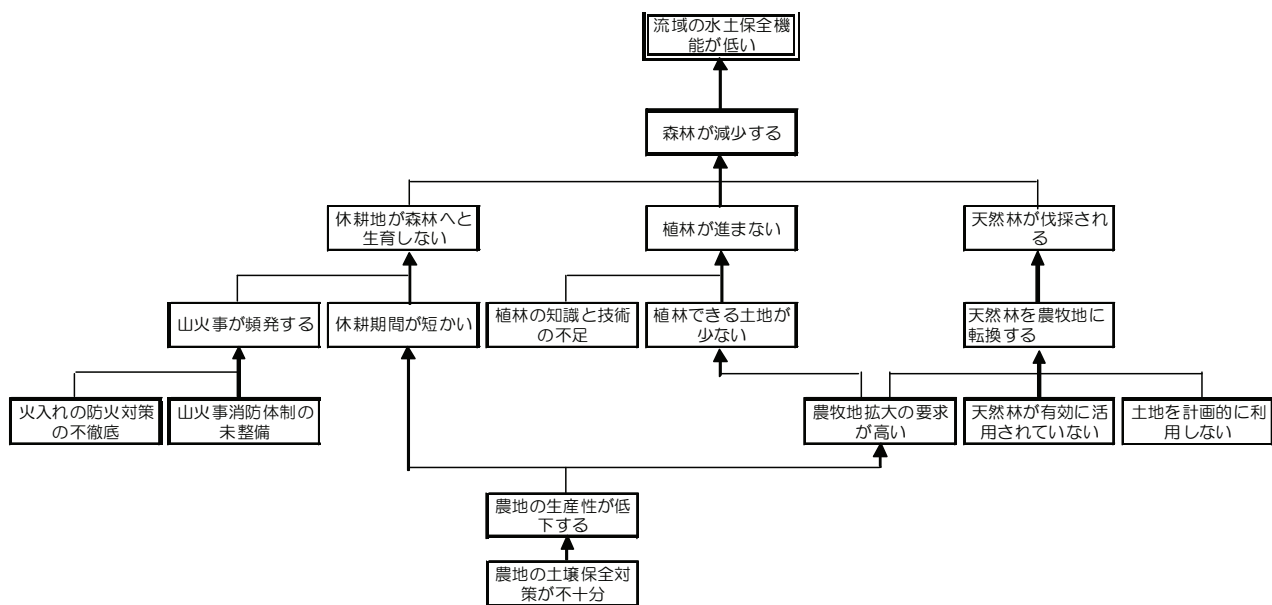 流域の水土保全機
能が低い
森林が減少する
休耕地が森林へと
生育しない
植林が進まない
天然林が伐採され
る
山火事が頻発する
休耕期間が短かい
植林の知識と技術
の不足
植林できる土地が
少ない
天然林を農牧地に
転換する
火入れの防火対策
の不徹底
山火事消防体制の
未整備
農牧地拡大の要求
が高い
天然林が有効に活
用されていない
土地を計画的に利
用しない
農地の生産性が低
下する
農地の土壌保全対
策が不十分